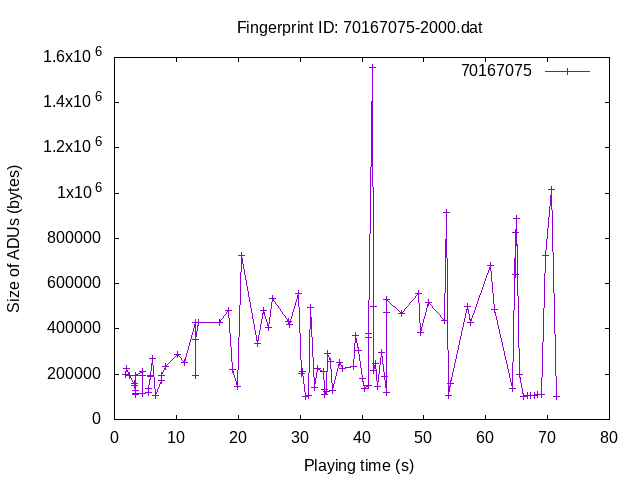 Fingerprint ID: 70167075-2000.dat
70167075
1.6x10^6
1.4x10^6
1.2x10^6
1x10^6
800000
600000
400000
200000
0
Size of ADUs (bytes)
0 10 20 30 40 50 60 70 80
Playing time (s)